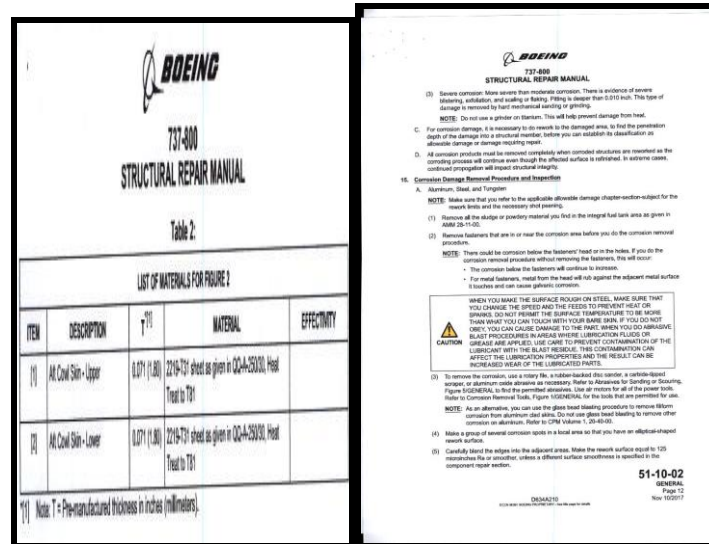 BOEING
737-800
STRUCTURAL REPAIR MANUAL
Table 2:
LIST OF MATERIALS FOR FIGURE 2
ITEM DESCRIPTION T[1] MATERIAL EFFECTIVITY
[1] Aft Cowl Skin - Upper 0.071 (1.80) 2219-T31 sheet as given in QQ-A-250/30, Heat
Treat to T81
[2] Aft Cowl Skin - Lower 0.071 (1.80) 2219-T31 sheet as given in QQ-A-250/30, Heat
Treat to T81
*[1] Note: T = Pre-manufactured thickness in inches (millimeters).
BOEING
737-800
STRUCTURAL REPAIR MANUAL
(3) Severe corrosion: More severe than moderate corrosion. There is evidence of severe
blistering, exfoliation, and scaling or flaking. Pitting is deeper than 0.010 inch. This type of
damage is removed by hard mechanical sanding or grinding.
NOTE: Do not use a grinder on titanium. This will help prevent damage from heat.
C. For corrosion damage, it is necessary to do rework to the damaged area, to find the penetration
depth of the damage into a structural member, before you can establish its classification as
allowable damage or damage requiring repair.
D. All corrosion products must be removed completely when corroded structures are reworked as the
corroding process will continue even though the affected surface is refinished. In extreme cases,
continued propogation will impact structural integrity.
Corrosion Damage Removal Procedure and Inspection
A. Aluminum, Steel, and Tungsten
NOTE: Make sure that you refer to the applicable allowable damage chapter-section-subject for the
rework limits and the necessary shot peening.
(1) Remove all the sludge or powdery material you find in the integral fuel tank area as given in
AMM 28-11-00.
(2) Remove fasteners that are in or near the corrosion area before you do the corrosion removal
procedure.
NOTE: There could be corrosion below the fasteners' head or in the holes. If you do the
corrosion removal procedure without removing the fasteners, this will occur:
• The corrosion below the fasteners will continue to increase.
• For metal fasteners, metal from the head will rub against the adjacent metal surface
it touches and can cause galvanic corrosion.
WHEN YOU MAKE THE SURFACE ROUGH ON STEEL, MAKE SURE THAT
YOU CHANGE THE SPEED AND THE FEEDS TO PREVENT HEAT OR
SPARKS. DO NOT PERMIT THE SURFACE TEMPERATURE TO BE MORE
THAN WHAT YOU CAN TOUCH WITH YOUR BARE SKIN. IF YOU DO NOT
OBEY, YOU CAN CAUSE DAMAGE TO THE PART. WHEN YOU DO ABRASIVE
BLAST PROCEDURES IN AREAS WHERE LUBRICATION FLUIDS OR
GREASE ARE APPLIED, USE CARE TO PREVENT CONTAMINATION OF THE
LUBRICANT WITH THE BLAST RESIDUE. THIS CONTAMINATION CAN
AFFECT THE LUBRICATION PROPERTIES AND THE RESULT CAN BE
INCREASED WEAR OF THE LUBRICATED PARTS.
CAUTION
(3) To remove the corrosion, use a rotary file, a rubber-backed disc sander, a carbide-tipped
scraper, or aluminum oxide abrasive as necessary. Refer to Abrasives for Sanding or Scouring,
Figure 5/GENERAL to find the permitted abrasives. Use air motors for all of the power tools.
Refer to Corrosion Removal Tools, Figure 1/GENERAL for the tools that are permitted for use.
NOTE: As an alternative, you can use the glass bead blasting procedure to remove filiform
corrosion from aluminum clad skins. Do not use glass bead blasting to remove other
corrosion on aluminum. Refer to CPM Volume 1, 20-40-00.
(4) Make a group of several corrosion spots in a local area so that you have an elliptical-shaped
rework surface.
(5) Carefully blend the edges into the adjacent areas. Make the rework surface equal to 125
microinches Ra or smoother, unless a different surface smoothness is specified in the
component repair section.
51-10-02
GENERAL
Page 12
Nov 10/2017
D634A210